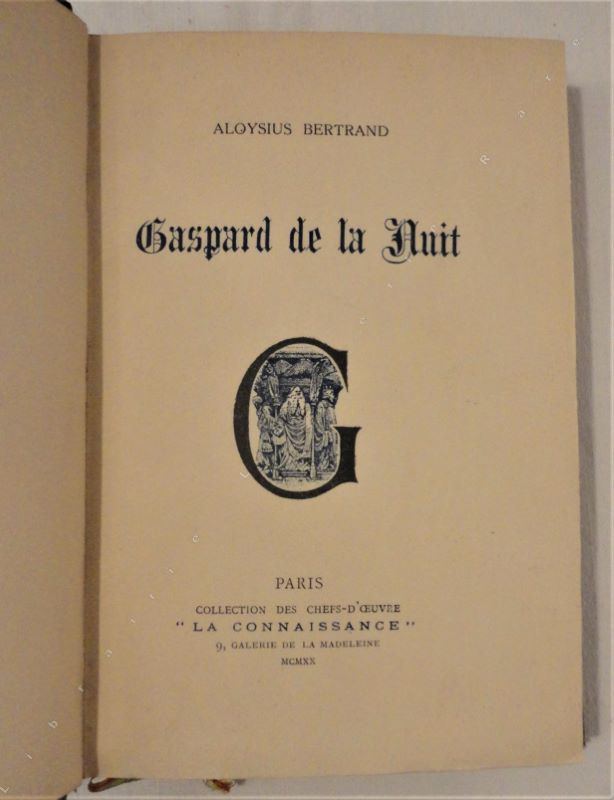 ALOYSIUS BERTRAND
Gaspard de la Nuit
G
PARIS
COLLECTION DES CHEFS-D'ŒUVRE
"LA CONNAISSANCE"
9, GALERIE DE LA MADELEINE
MCMXX